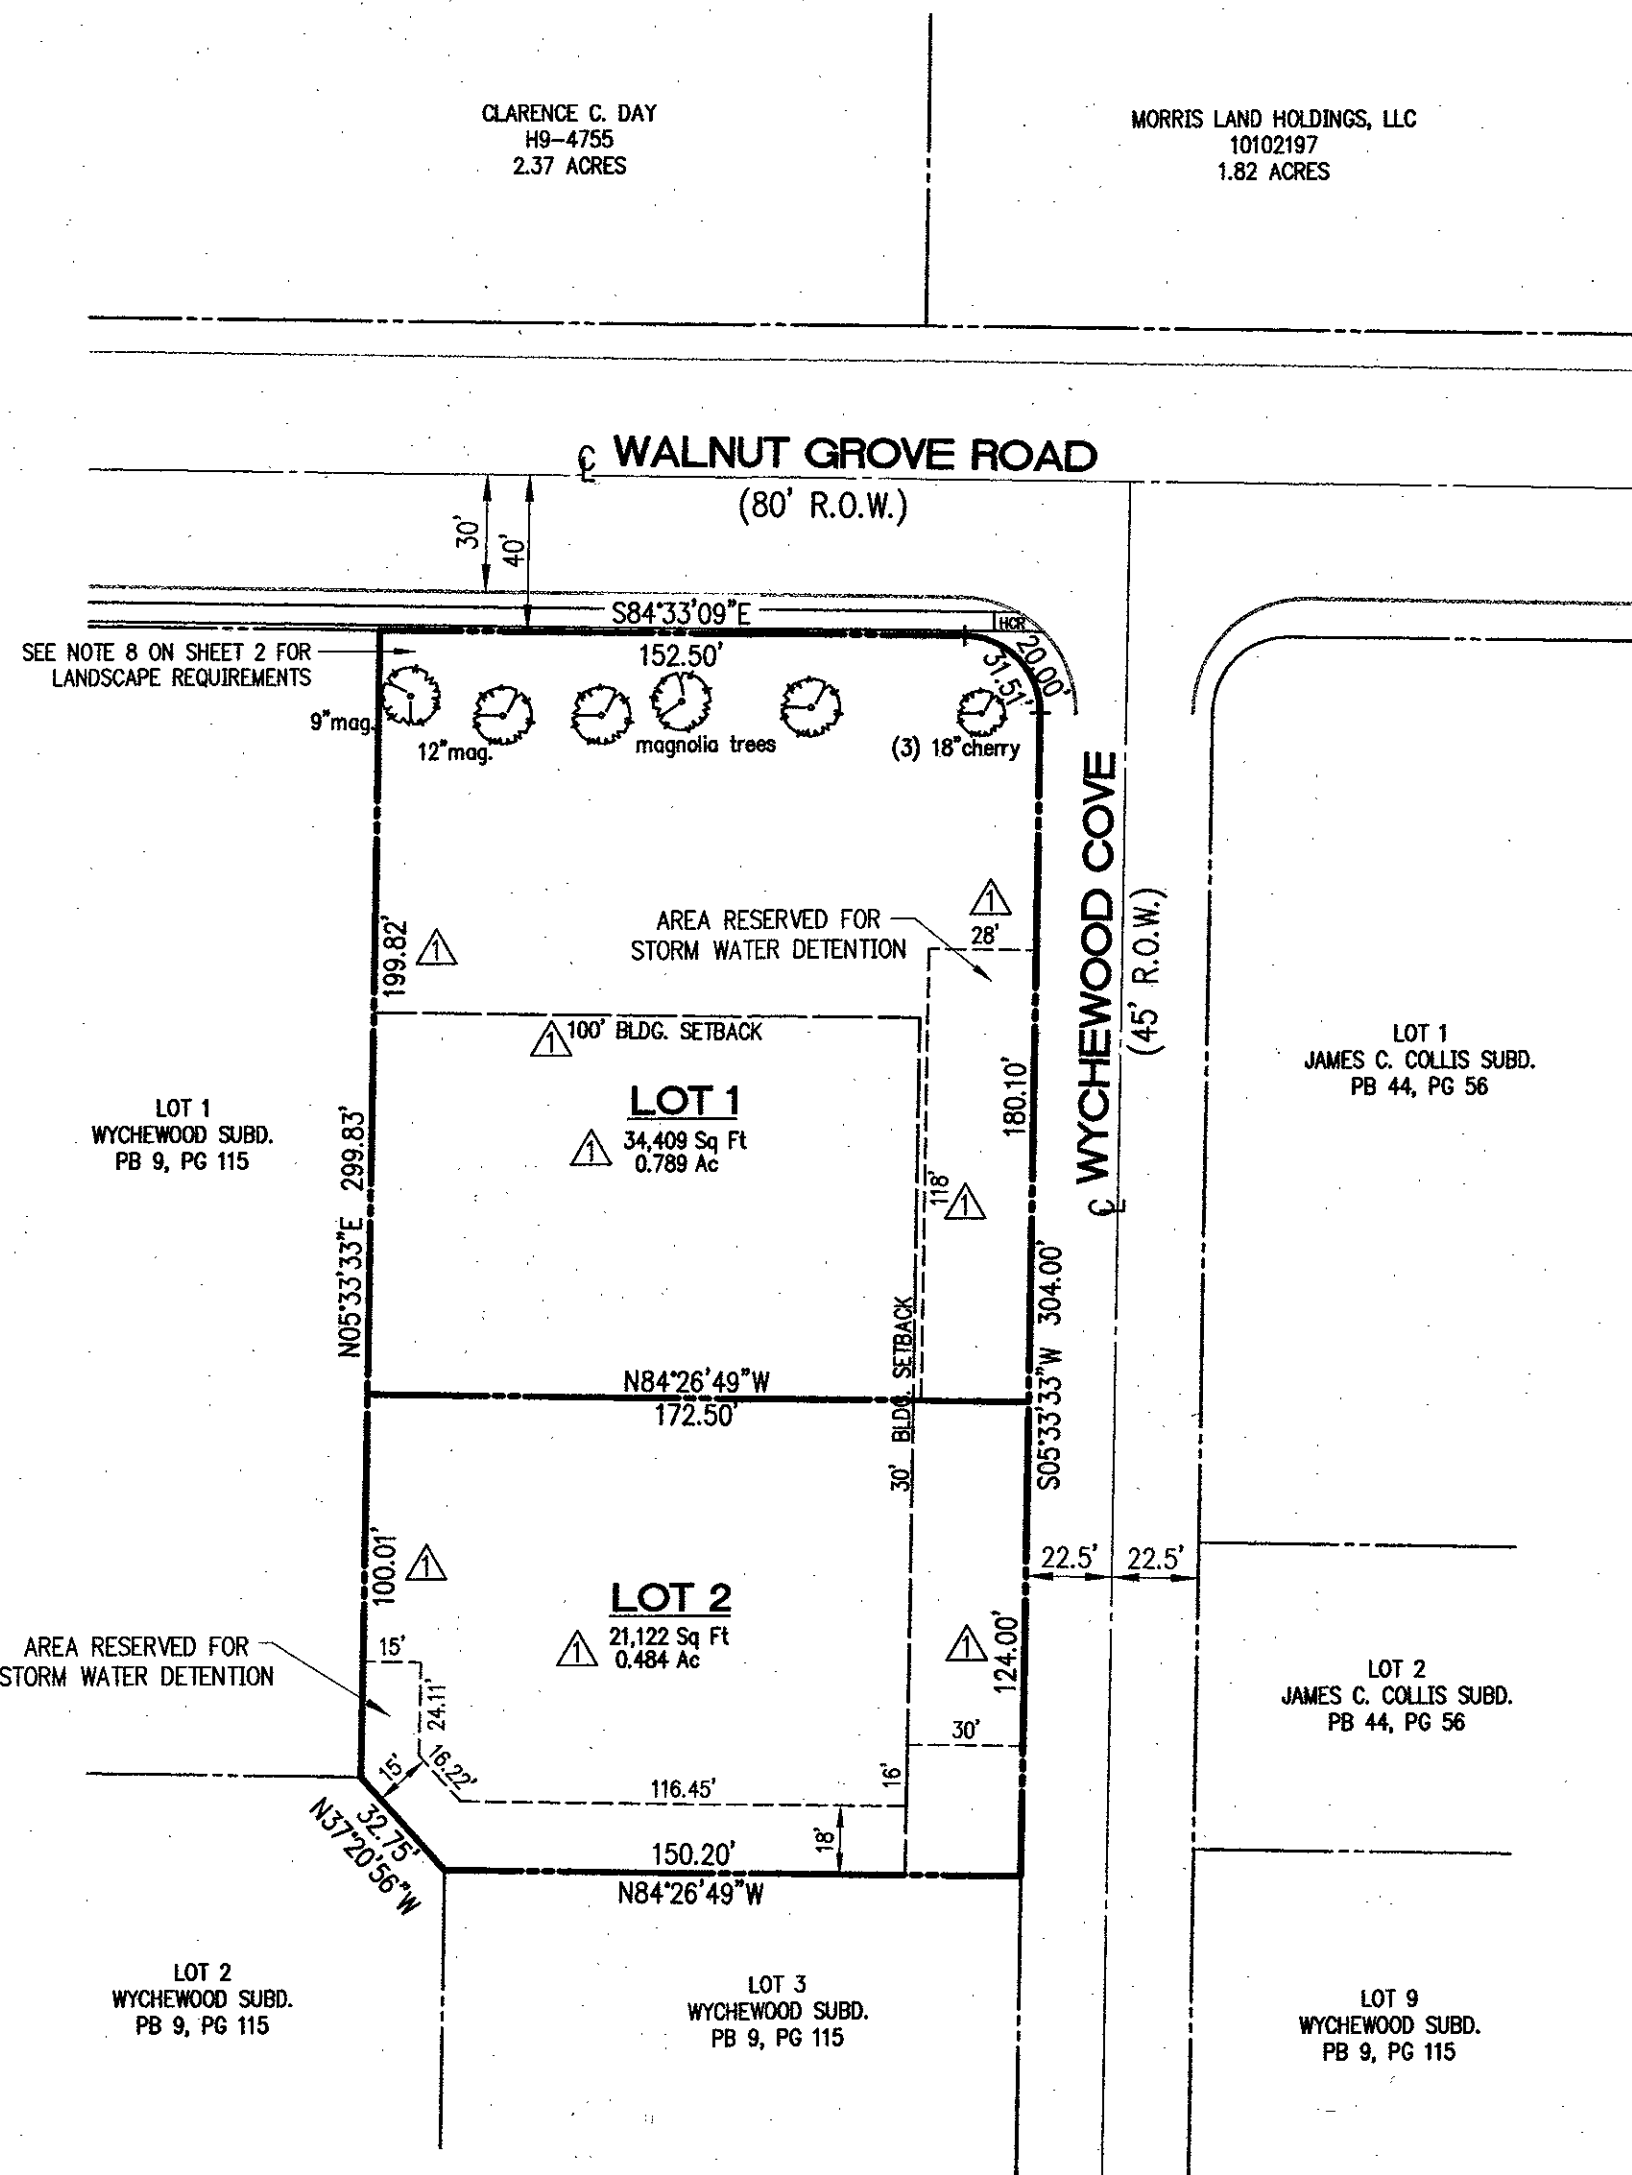 CLARENCE C. DAY
H9-4755
2.37 ACRES
MORRIS LAND HOLDINGS, LLC
10102197
1.82 ACRES
℄ WALNUT GROVE ROAD
(80' R.O.W.)
30'
40'
S84°33'09"E
152.50'
HCR
20.00'
31.51'
SEE NOTE 8 ON SHEET 2 FOR
LANDSCAPE REQUIREMENTS
9"mag.
12"mag.
magnolia trees
(3) 18"cherry
℄ WYCHEWOOD COVE
(45' R.O.W.)
AREA RESERVED FOR
STORM WATER DETENTION
1
28'
199.82'
1
1
100' BLDG. SETBACK
LOT 1
1
34,409 Sq Ft
0.789 Ac
180.10'
118'
1
LOT 1
WYCHEWOOD SUBD.
PB 9, PG 115
LOT 1
JAMES C. COLLIS SUBD.
PB 44, PG 56
N05°33'33"E 299.83'
S05°33'33"W 304.00'
30' BLDG. SETBACK
N84°26'49"W
172.50'
100.01'
1
LOT 2
1
21,122 Sq Ft
0.484 Ac
1
124.00'
22.5'
22.5'
AREA RESERVED FOR
STORM WATER DETENTION
15'
24.11'
15'
16.22'
116.45'
16'
30'
18'
32.75'
N37°20'56"W
150.20'
N84°26'49"W
LOT 2
JAMES C. COLLIS SUBD.
PB 44, PG 56
LOT 2
WYCHEWOOD SUBD.
PB 9, PG 115
LOT 3
WYCHEWOOD SUBD.
PB 9, PG 115
LOT 9
WYCHEWOOD SUBD.
PB 9, PG 115